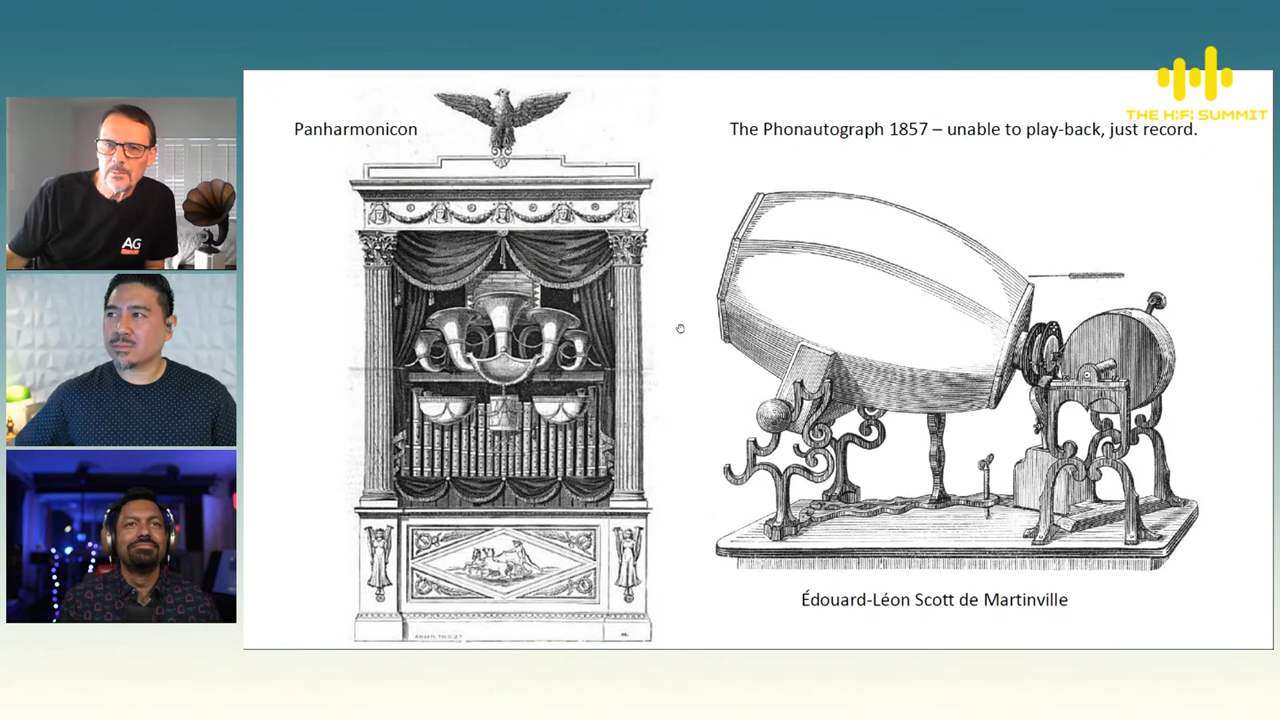 THE HIFI SUMMIT
Panharmonicon
The Phonautograph 1857 – unable to play-back, just record.
AG
Édouard-Léon Scott de Martinville